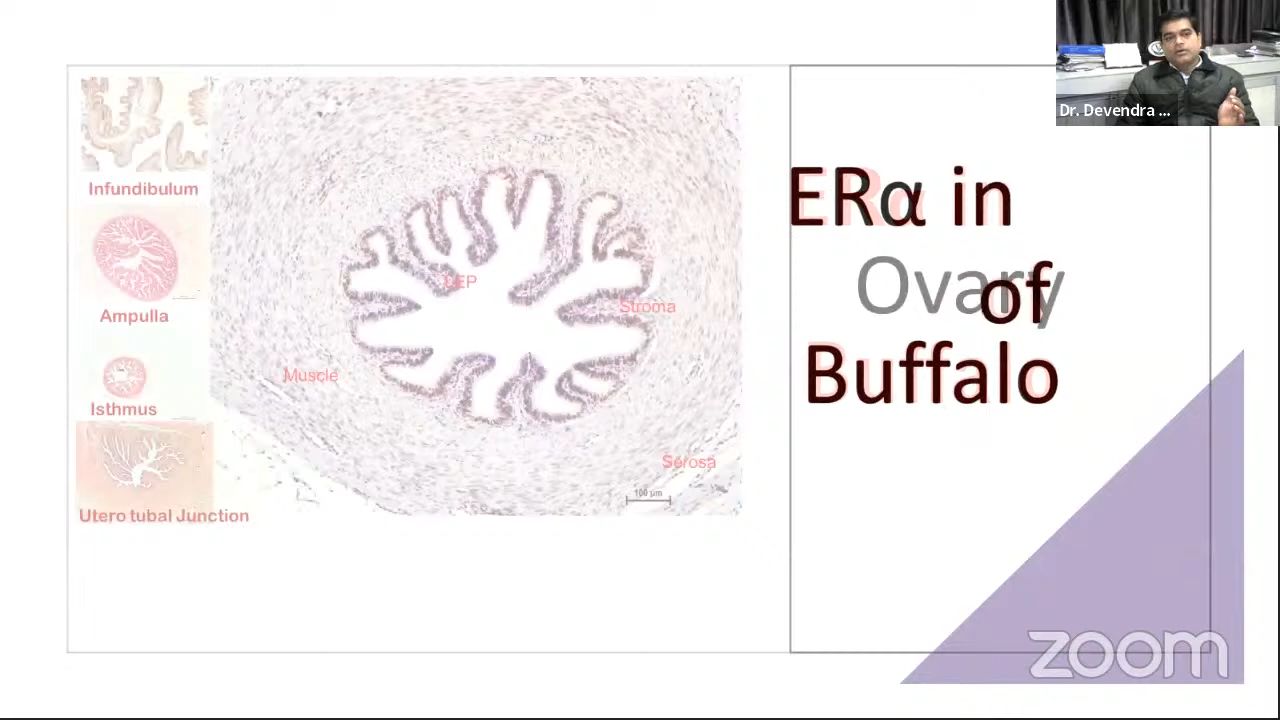 Dr. Devendra ...
Infundibulum
Ampulla
Isthmus
Utero tubal Junction
LEP
Stroma
Muscle
Serosa
100 µm
ERα in
Ovary
of
Buffalo
zoom